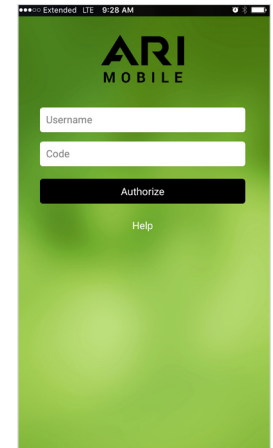 Extended LTE 9:28 AM
ARI
MOBILE
Username
Code
Authorize
Help